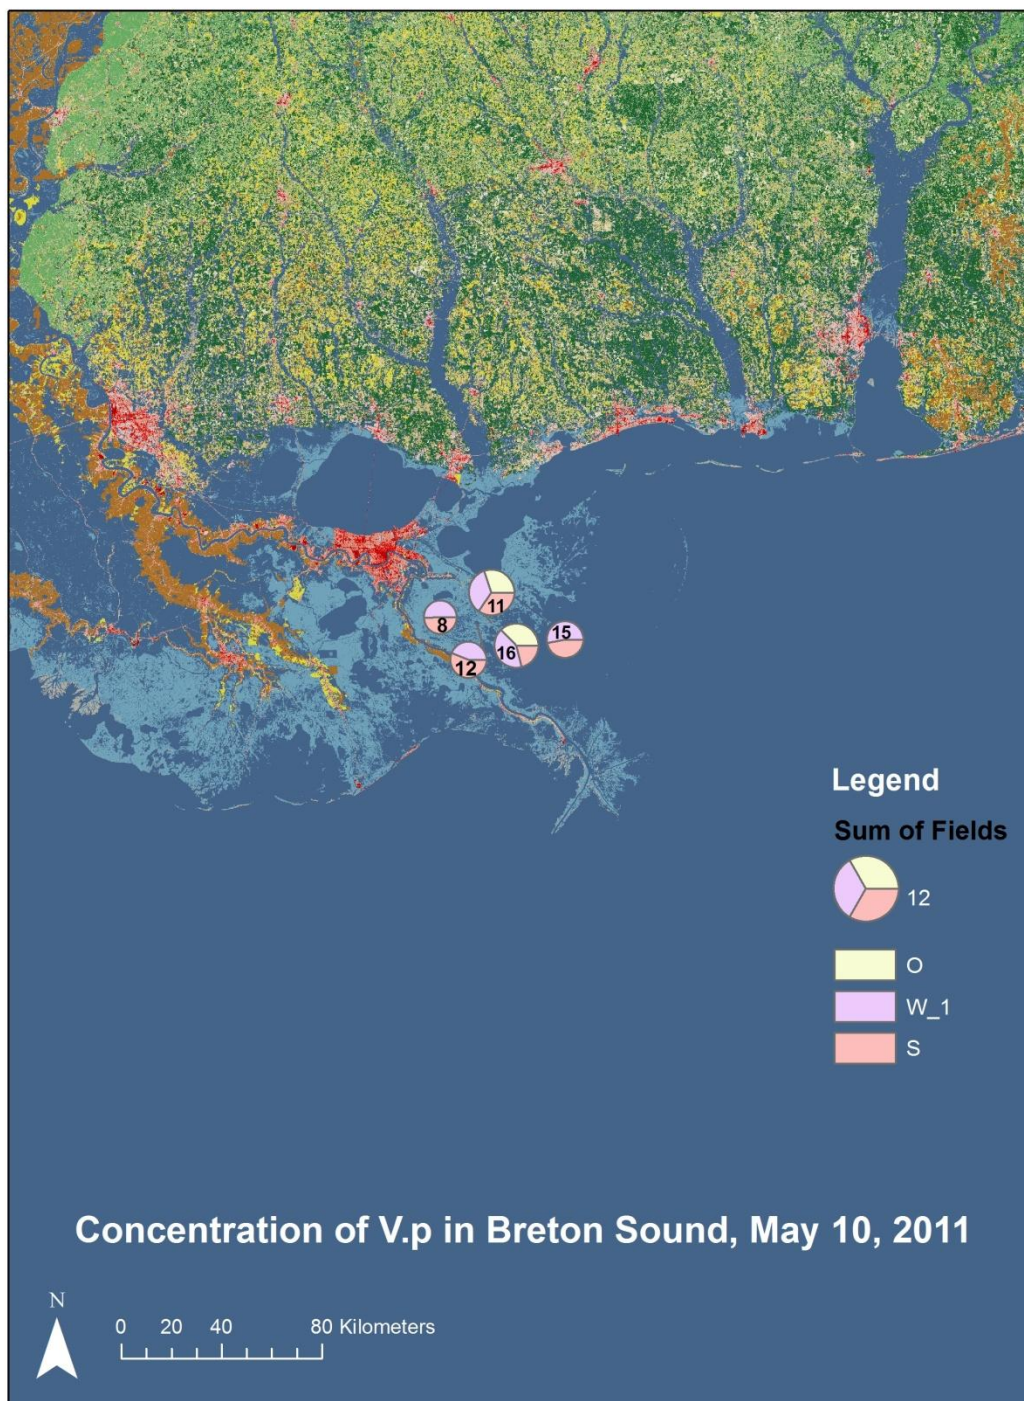 11
8
15
16
12
Legend
Sum of Fields
12
O
W_1
S
Concentration of V.p in Breton Sound, May 10, 2011
N
0 20 40 80 Kilometers